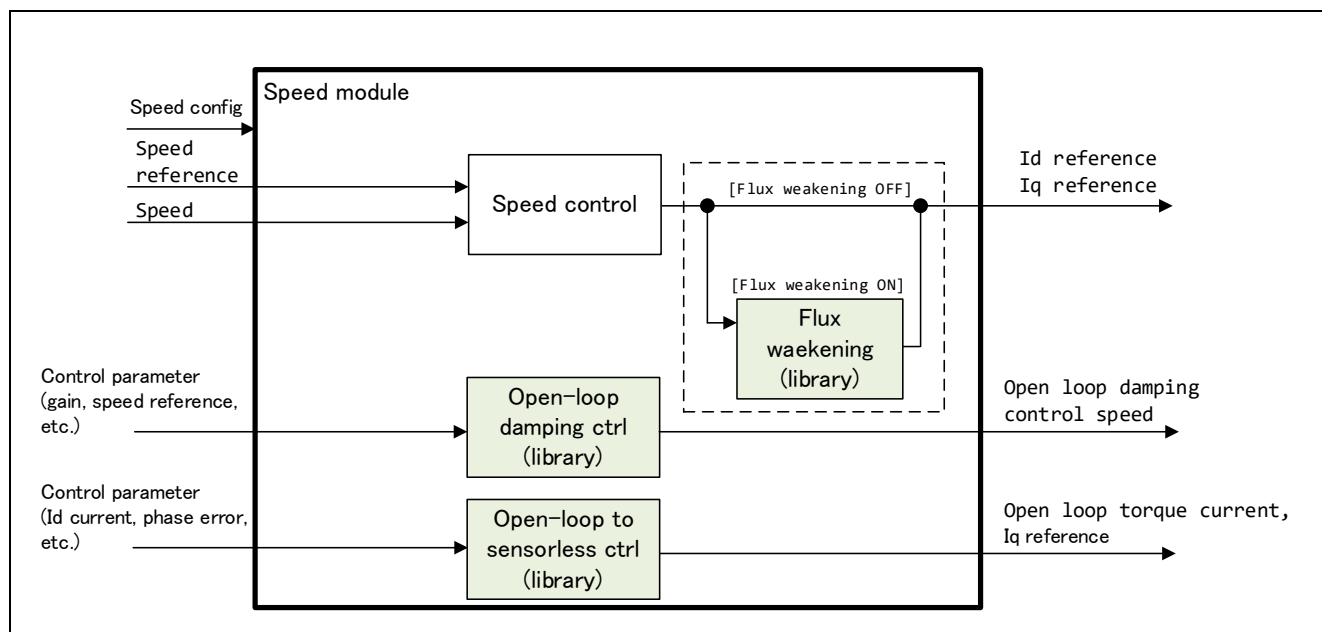 Speed module
Speed config
Speed
reference
Speed
Speed control
[Flux weakening OFF]
[Flux weakening ON]
Flux
waekening
(library)
Id reference
Iq reference
Control parameter
(gain, speed reference,
etc.)
Open-loop
damping ctrl
(library)
Open loop damping
control speed
Control parameter
(Id current, phase error,
etc.)
Open-loop to
sensorless ctrl
(library)
Open loop torque current,
Iq reference